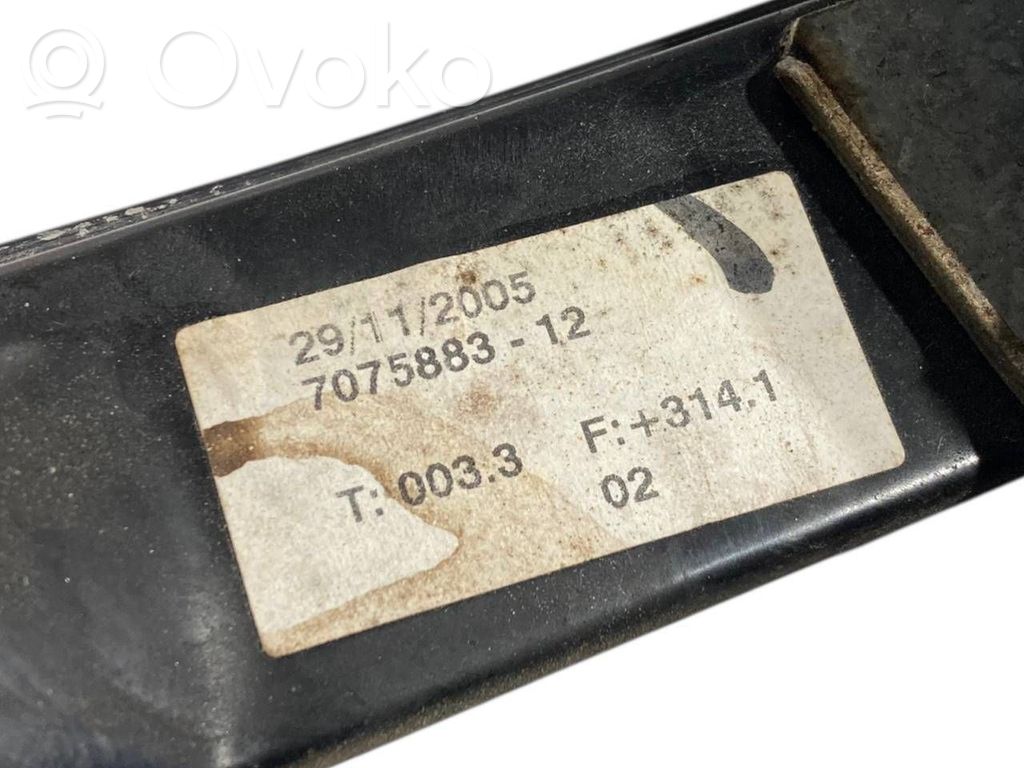 Ovoko
29/11/2005
7075883-12
T: 003.3 F:+314.1
02